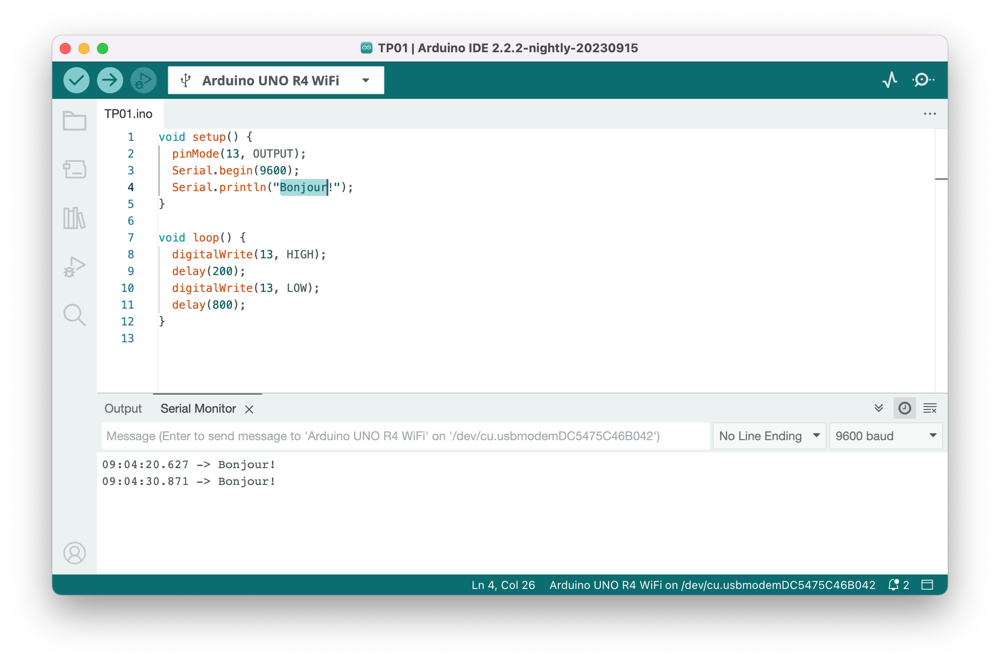 TP01 | Arduino IDE 2.2.2-nightly-20230915
Arduino UNO R4 WiFi
TP01.ino
1 void setup() {
2   pinMode(13, OUTPUT);
3   Serial.begin(9600);
4   Serial.println("Bonjour!");
5 }
6
7 void loop() {
8   digitalWrite(13, HIGH);
9   delay(200);
10   digitalWrite(13, LOW);
11   delay(800);
12 }
13
Output Serial Monitor
Message (Enter to send message to 'Arduino UNO R4 WiFi' on '/dev/cu.usbmodemDC5475C46B042') No Line Ending 9600 baud
09:04:20.627 -> Bonjour!
09:04:30.871 -> Bonjour!
Ln 4, Col 26 Arduino UNO R4 WiFi on /dev/cu.usbmodemDC5475C46B042 2